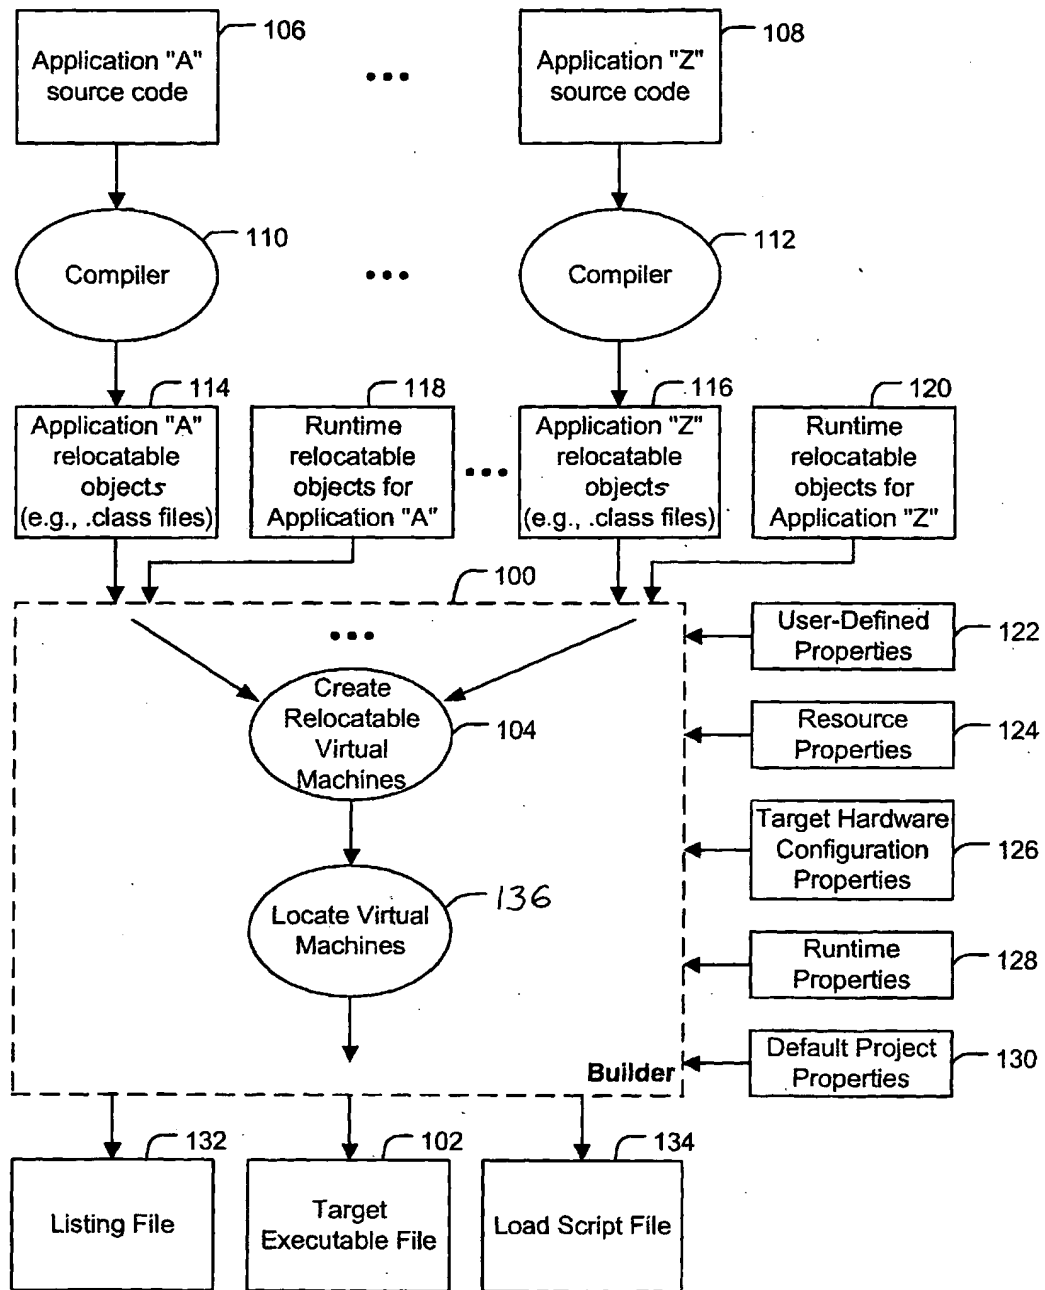 106
108
Application "A"
source code
Application "Z"
source code
110
112
Compiler
Compiler
114
118
116
120
Application "A"
relocatable
objects
(e.g., .class files)
Runtime
relocatable
objects for
Application "A"
Application "Z"
relocatable
objects
(e.g., .class files)
Runtime
relocatable
objects for
Application "Z"
100
User-Defined
Properties
122
Create
Relocatable
Virtual
Machines
104
Resource
Properties
124
Target Hardware
Configuration
Properties
126
Locate Virtual
Machines
136
Runtime
Properties
128
Default Project
Properties
130
Builder
132
102
134
Listing File
Target
Executable File
Load Script File